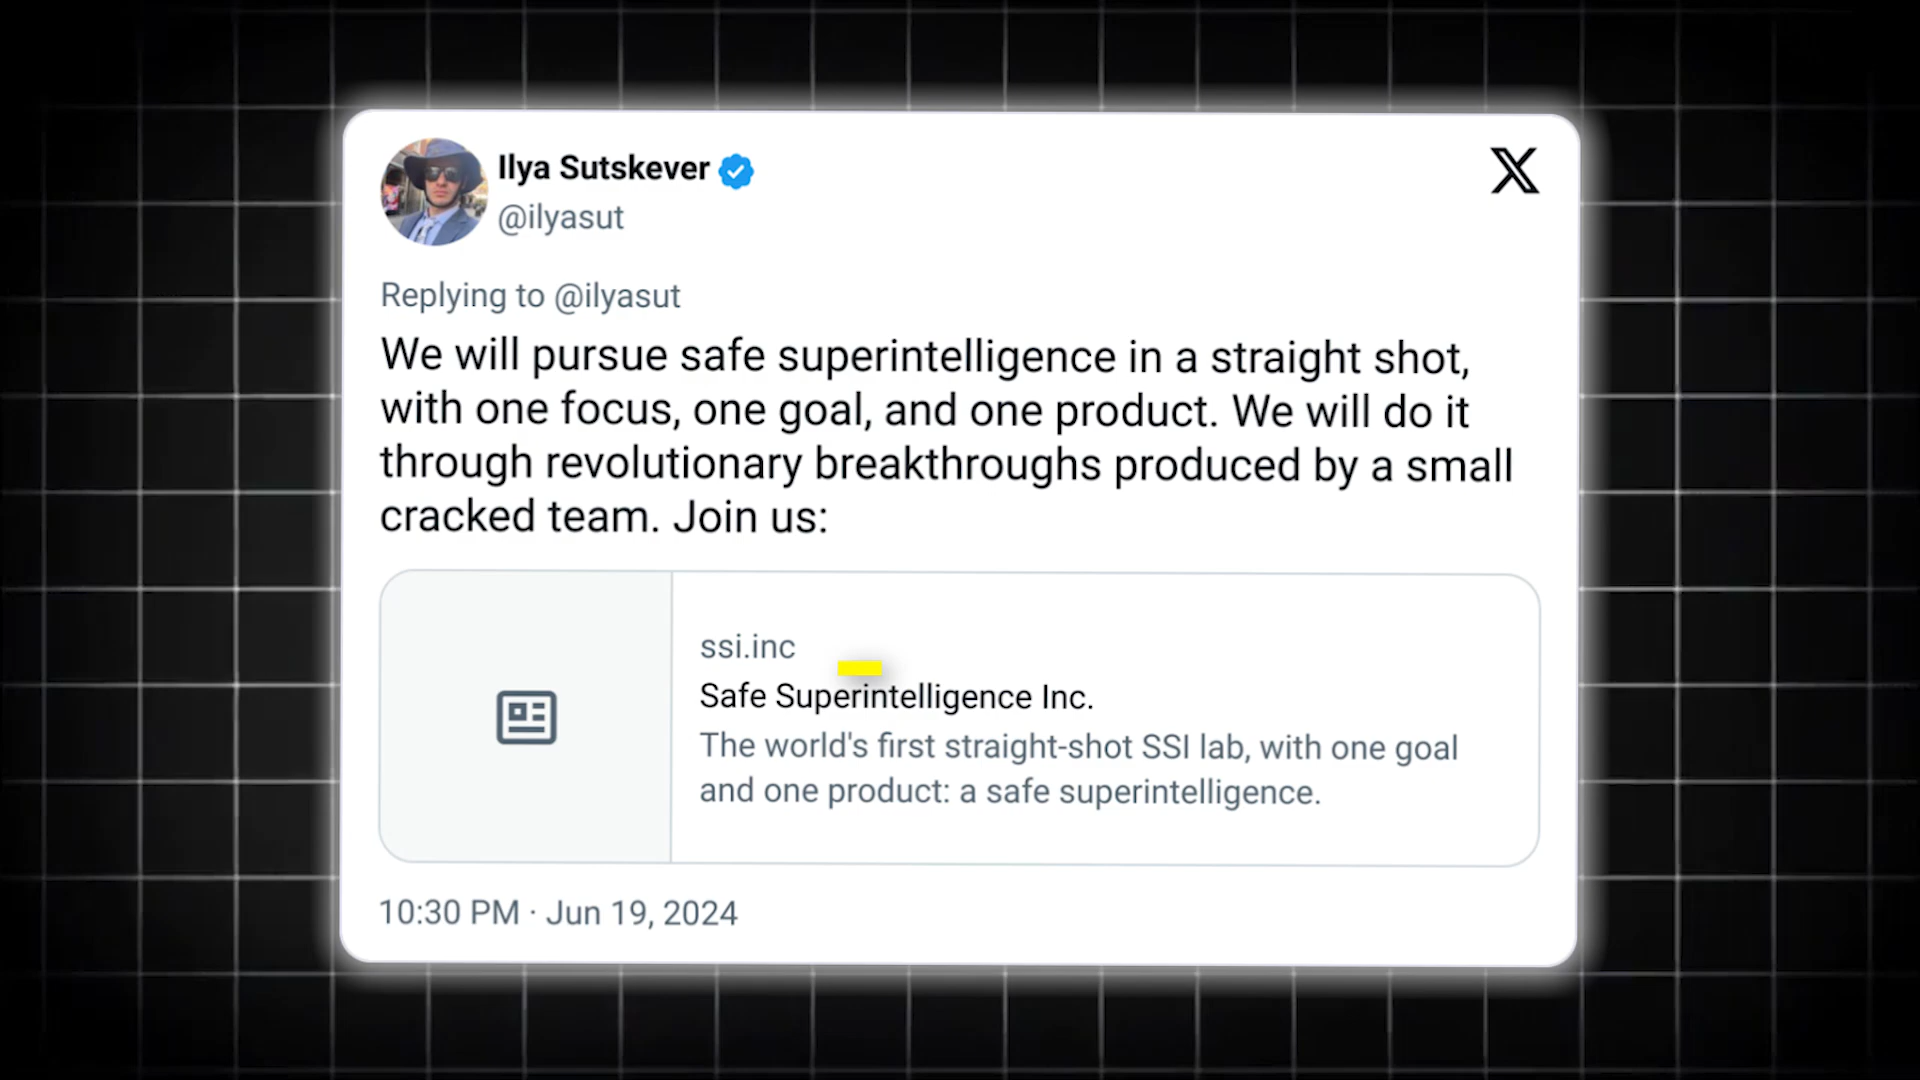 Ilya Sutskever
@ilyasut
Replying to @ilyasut
We will pursue safe superintelligence in a straight shot,
with one focus, one goal, and one product. We will do it
through revolutionary breakthroughs produced by a small
cracked team. Join us:
ssi.inc
Safe Superintelligence Inc.
The world's first straight-shot SSI lab, with one goal
and one product: a safe superintelligence.
10:30 PM · Jun 19, 2024